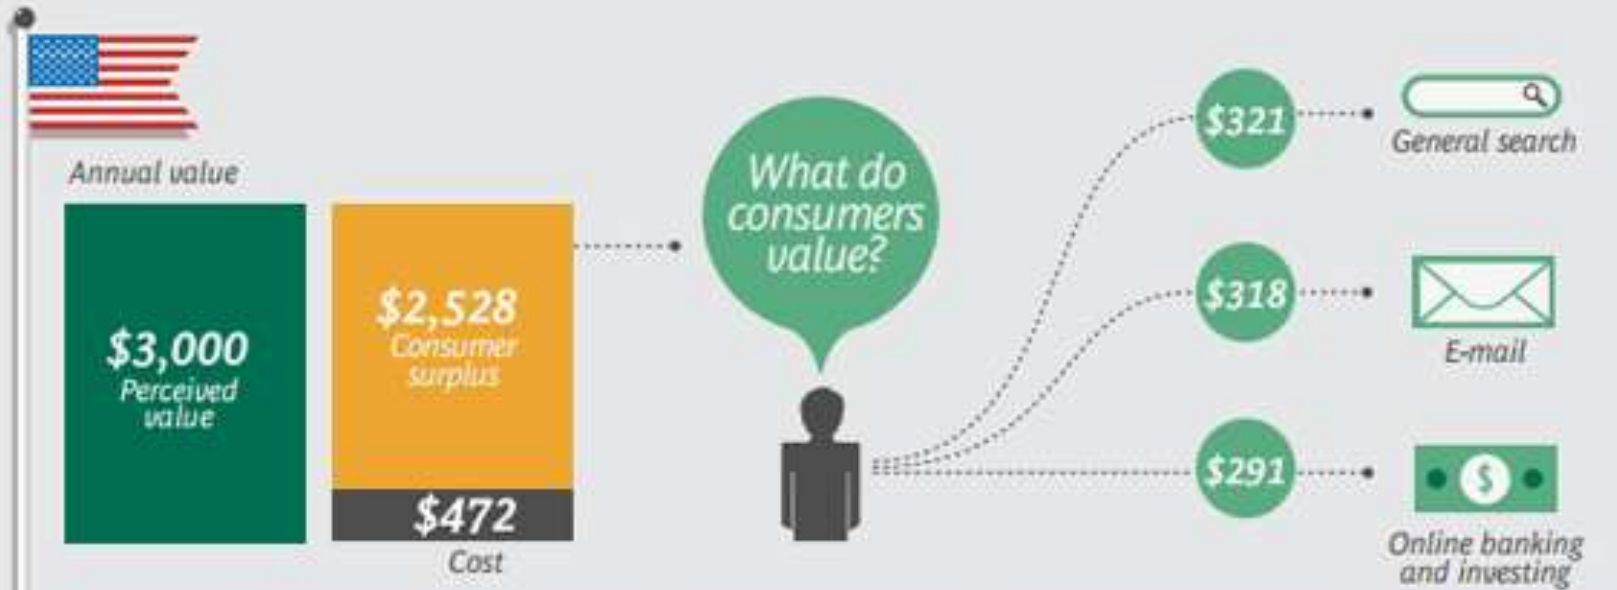 Annual value
$3,000
Perceived
value
$2,528
Consumer
surplus
$472
Cost
What do
consumers
value?
$321
General search
$318
E-mail
$291
$
Online banking
and investing